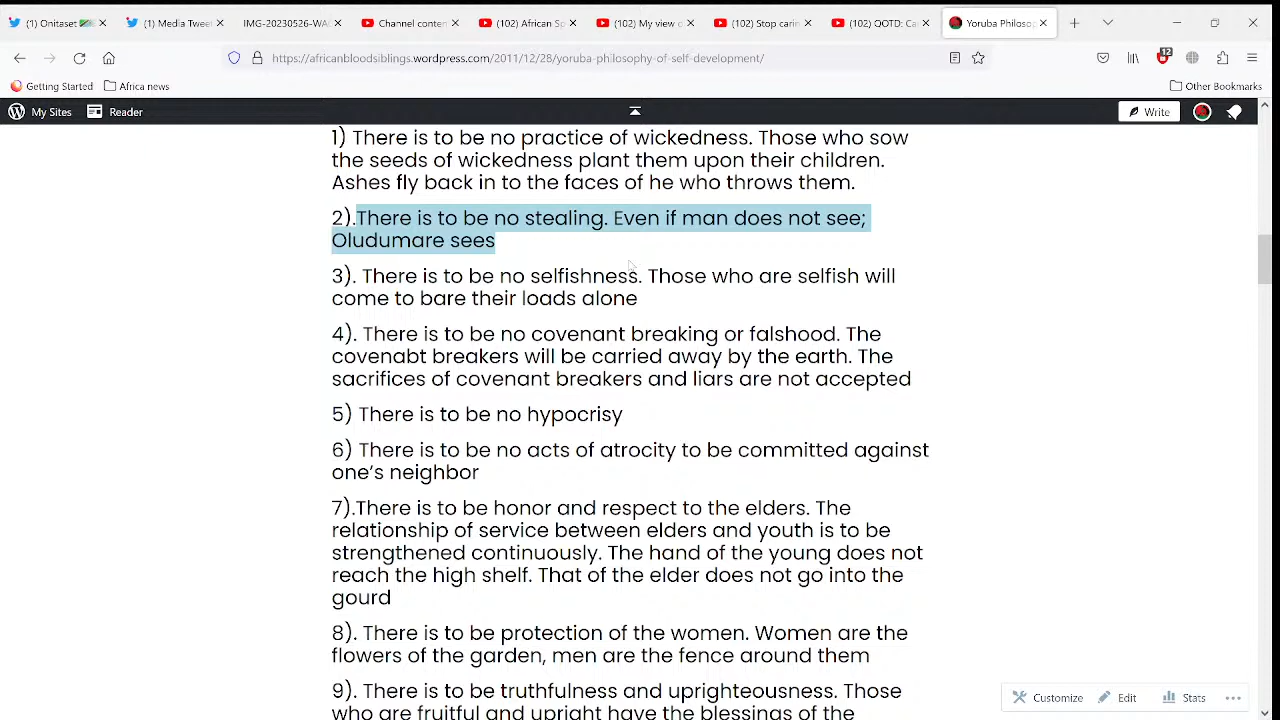 (1) Onitaset
(1) Media Tweet
IMG-20230526-WA
Channel conten
(102) African Sp
(102) My view o
(102) Stop carin
(102) QOTD: Ca
Yoruba Philosop
https://africanbloodsiblings.wordpress.com/2011/12/28/yoruba-philosophy-of-self-development/
12
Getting Started
Africa news
Other Bookmarks
My Sites
Reader
Write
1) There is to be no practice of wickedness. Those who sow
the seeds of wickedness plant them upon their children.
Ashes fly back in to the faces of he who throws them.
2).There is to be no stealing. Even if man does not see;
Oludumare sees
3). There is to be no selfishness. Those who are selfish will
come to bare their loads alone
4). There is to be no covenant breaking or falshood. The
covenabt breakers will be carried away by the earth. The
sacrifices of covenant breakers and liars are not accepted
5) There is to be no hypocrisy
6) There is to be no acts of atrocity to be committed against
one’s neighbor
7).There is to be honor and respect to the elders. The
relationship of service between elders and youth is to be
strengthened continuously. The hand of the young does not
reach the high shelf. That of the elder does not go into the
gourd
8). There is to be protection of the women. Women are the
flowers of the garden, men are the fence around them
9). There is to be truthfulness and uprighteousness. Those
who are fruitful and upright have the blessings of the
Customize
Edit
Stats